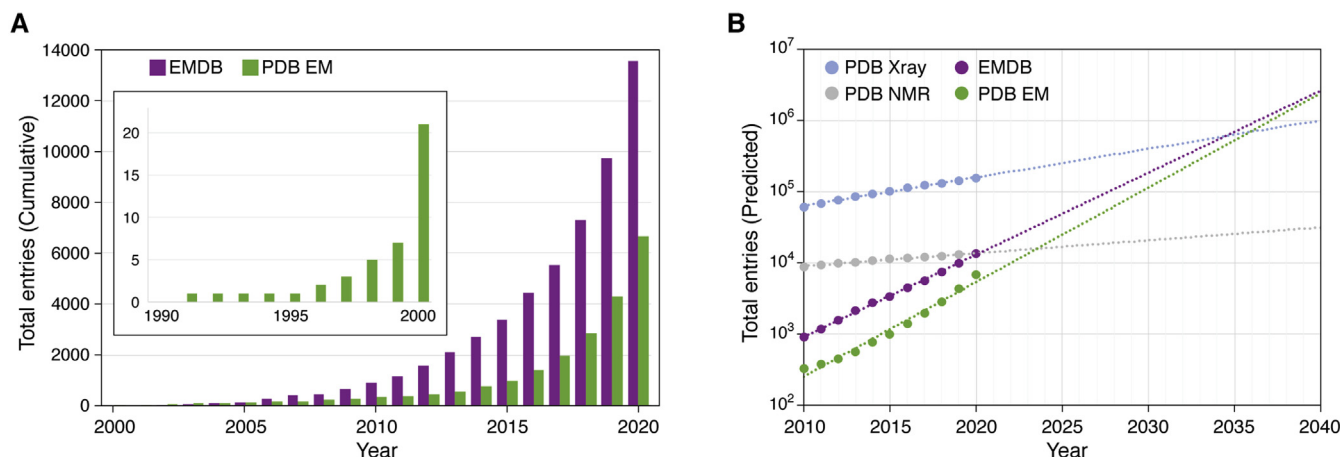 A
Total entries (Cumulative)
14000
12000
10000
8000
6000
4000
2000
0
EMDB PDB EM
20
15
10
5
0
1990 1995 2000
2000 2005 2010 2015 2020
Year
B
Total entries (Predicted)
10⁷
10⁶
10⁵
10⁴
10³
10²
PDB Xray EMDB
PDB NMR PDB EM
2010 2015 2020 2025 2030 2035 2040
Year